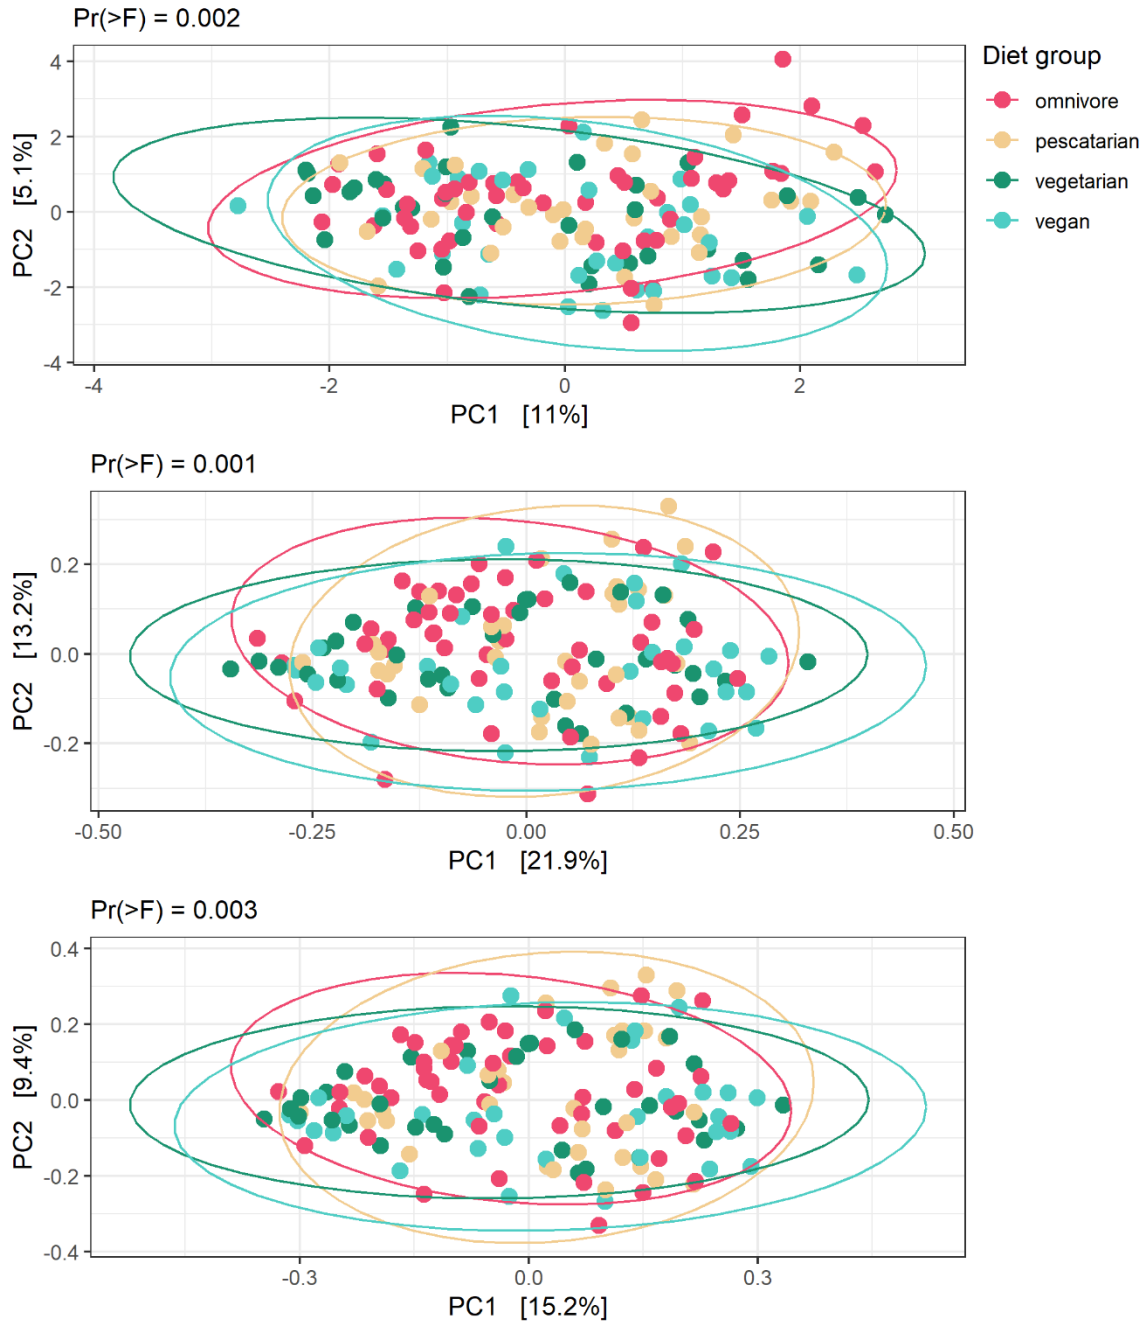 Pr(>F) = 0.002
4
2
0
-2
-4
PC2 [5.1%]
-4 -2 0 2
PC1 [11%]
Diet group
omnivore
pescatarian
vegetarian
vegan
Pr(>F) = 0.001
0.2
0.0
-0.2
PC2 [13.2%]
-0.50 -0.25 0.00 0.25 0.50
PC1 [21.9%]
Pr(>F) = 0.003
0.4
0.2
0.0
-0.2
-0.4
PC2 [9.4%]
-0.3 0.0 0.3
PC1 [15.2%]